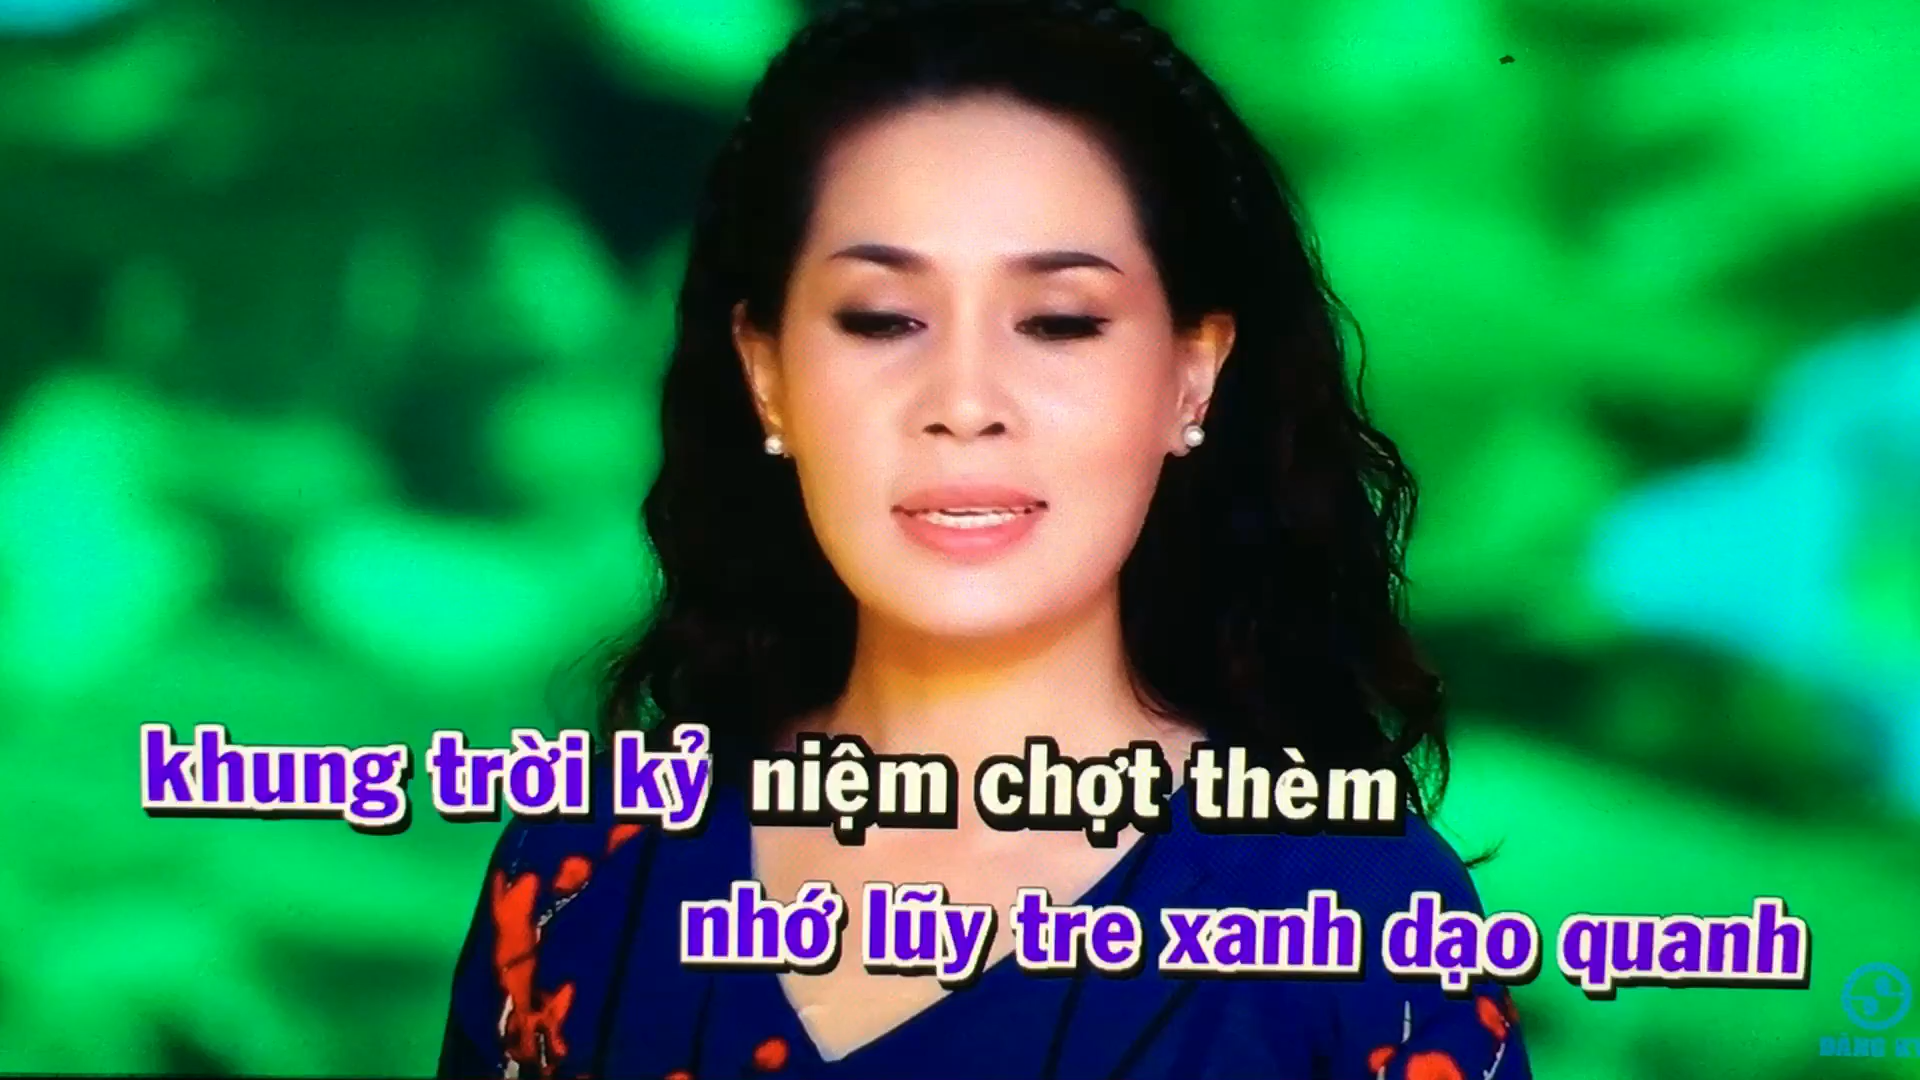 khung trời kỷ niệm chợt thèm
nhớ lũy tre xanh dạo quanh